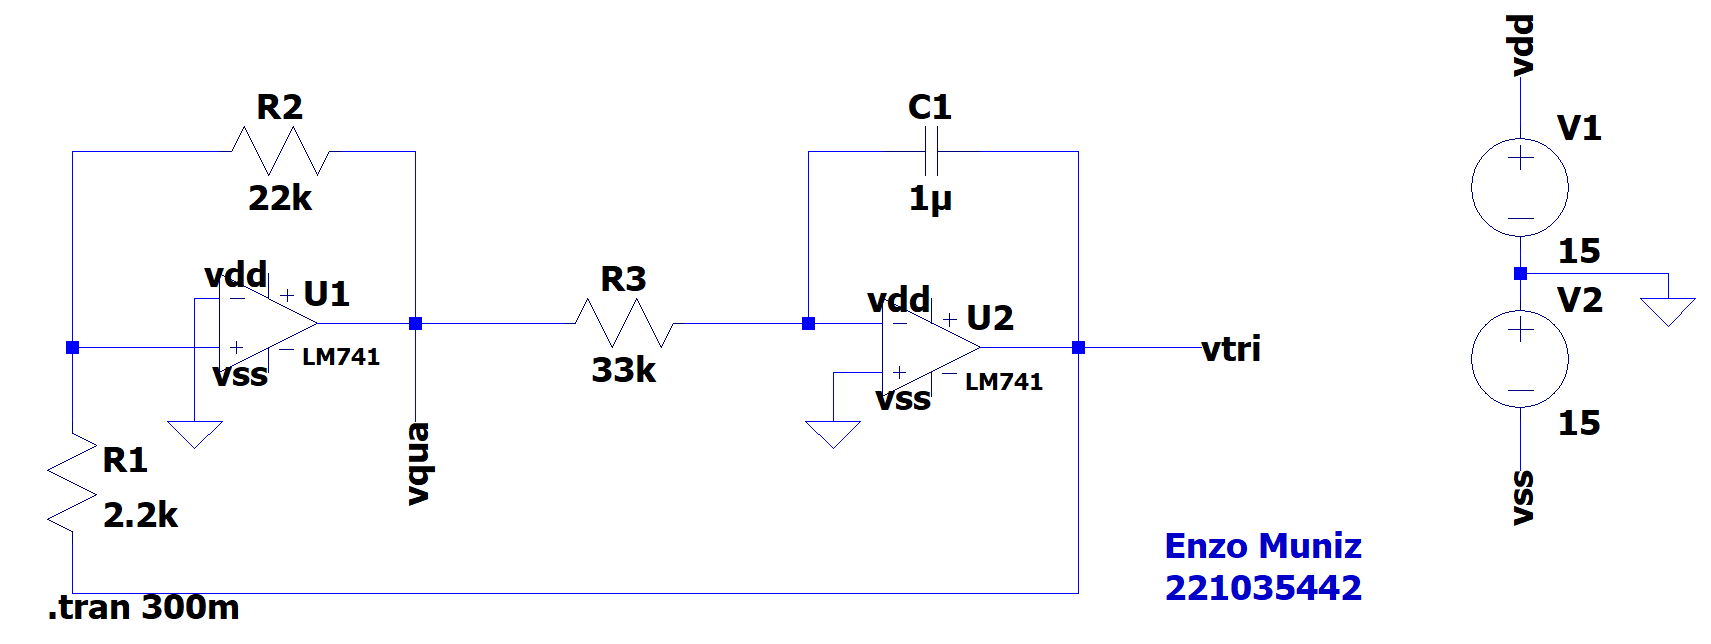 vdd
R2
C1
V1
22k
1µ
vdd
U1
R3
vdd
U2
15
V2
LM741
vss
33k
vtri
LM741
vss
15
R1
vqua
2.2k
vss
Enzo Muniz
221035442
.tran 300m